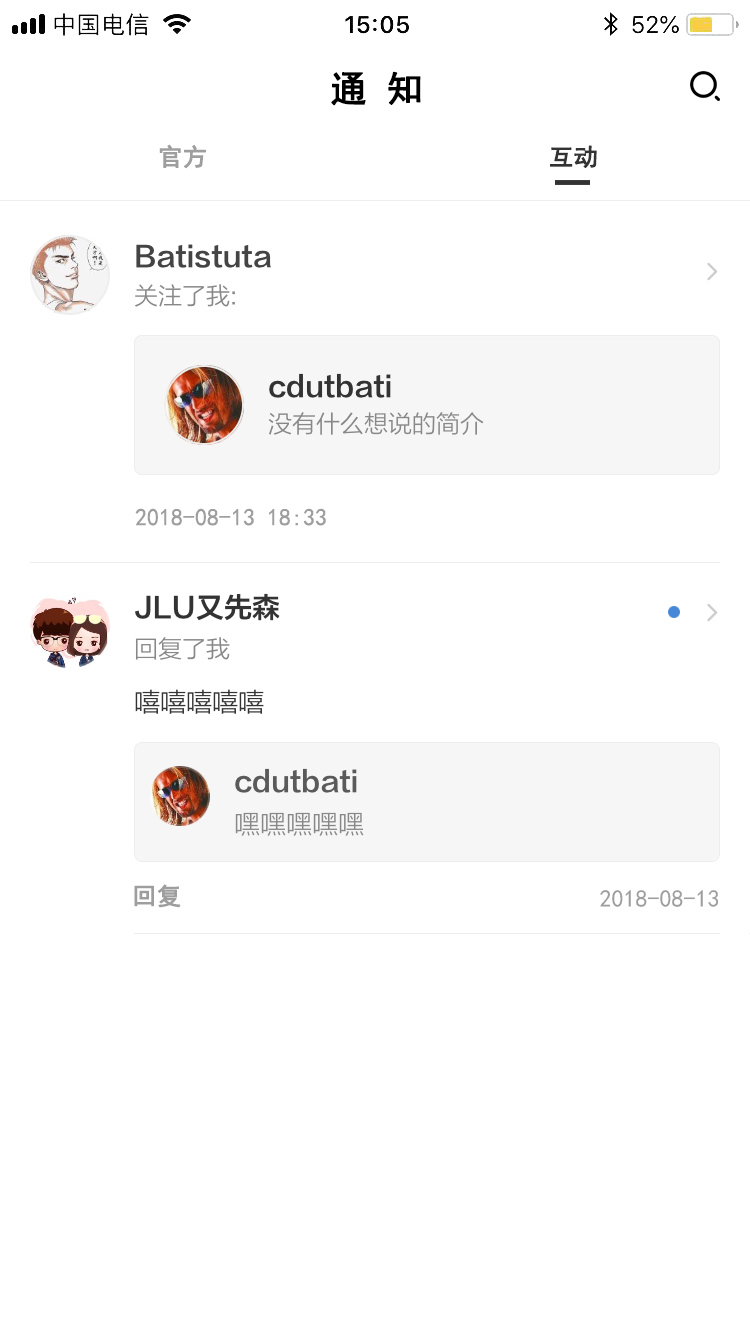 中国电信 15:05 52%
通 知
官方 互动
Batistuta
关注了我:
cdutbati
没有什么想说的简介
2018-08-13 18:33
JLU又先森
回复了我
嘻嘻嘻嘻嘻
cdutbati
嘿嘿嘿嘿嘿
回复 2018-08-13